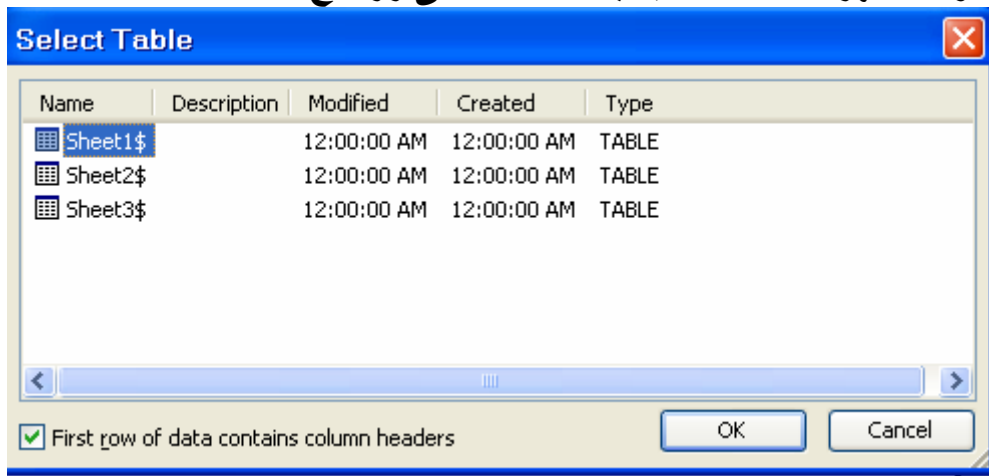 Select Table
Name Description Modified Created Type
Sheet1$ 12:00:00 AM 12:00:00 AM TABLE
Sheet2$ 12:00:00 AM 12:00:00 AM TABLE
Sheet3$ 12:00:00 AM 12:00:00 AM TABLE
First row of data contains column headers OK Cancel